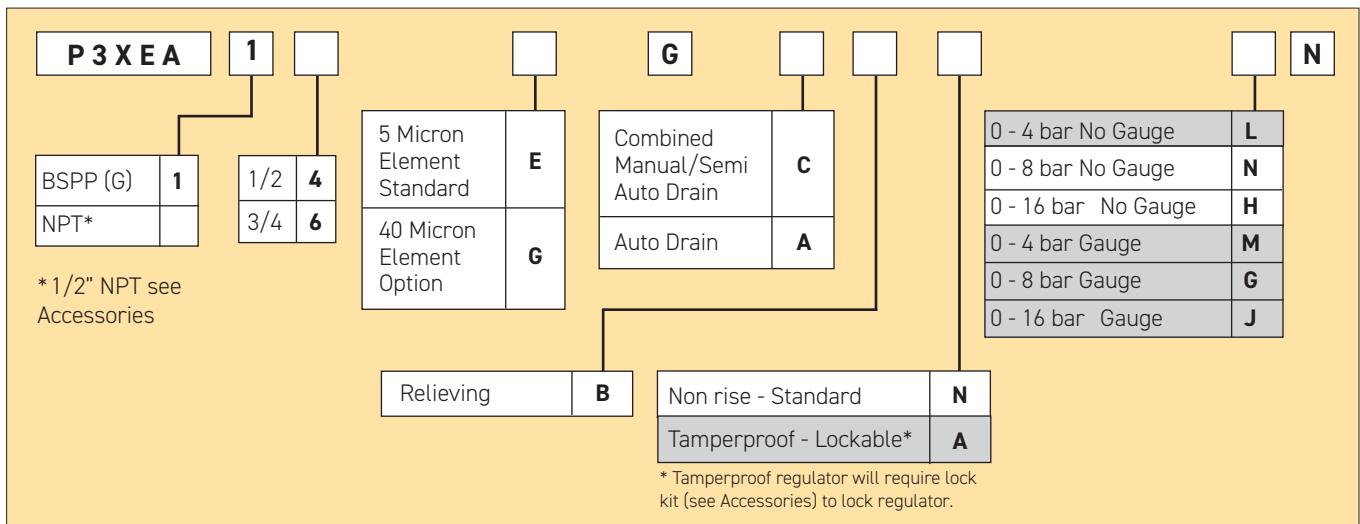 P3XEA 1 G N
5 Micron
Element
Standard
E
40 Micron
Element
Option
G
Combined
Manual/Semi
Auto Drain
C
Auto Drain A
0 - 4 bar No Gauge L
0 - 8 bar No Gauge N
0 - 16 bar No Gauge H
0 - 4 bar Gauge M
0 - 8 bar Gauge G
0 - 16 bar Gauge J
BSPP (G) 1
NPT*
1/2 4
3/4 6
* 1/2" NPT see
Accessories
Relieving B
Non rise - Standard N
Tamperproof - Lockable* A
* Tamperproof regulator will require lock
kit (see Accessories) to lock regulator.